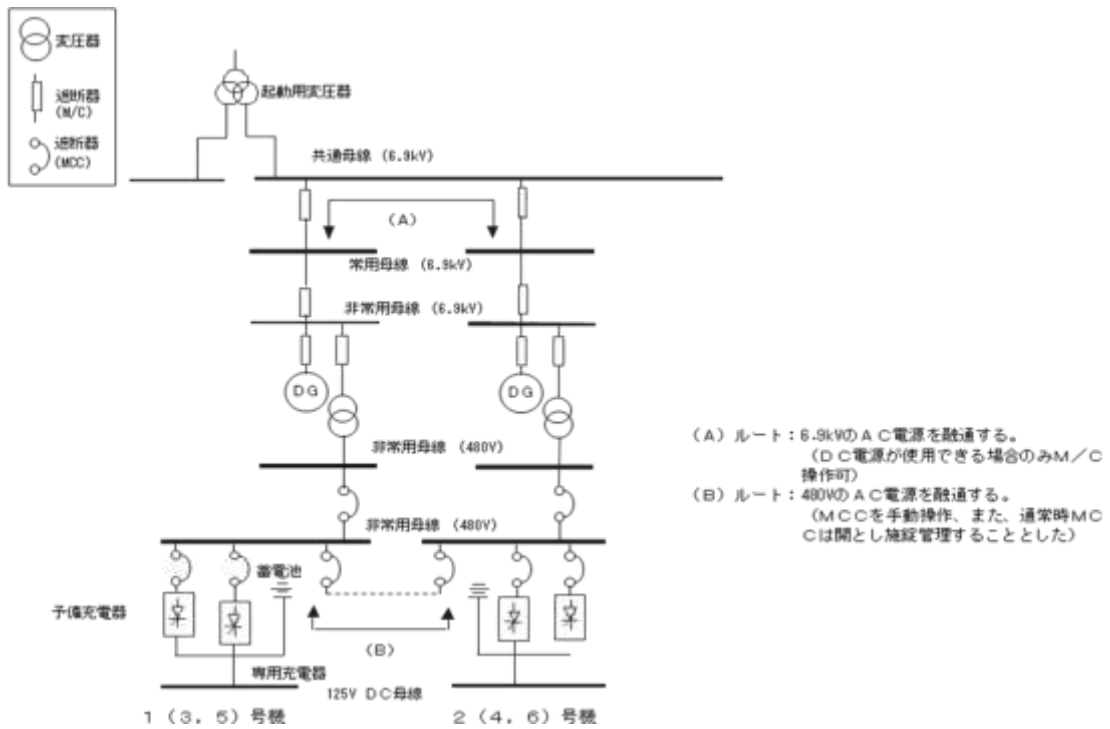 変圧器
遮断器
(M/C)
遮断器
(MCC)
起動用変圧器
共通母線 (6.9kV)
(A)
常用母線 (6.9kV)
非常用母線 (6.9kV)
DG
DG
非常用母線 (480V)
非常用母線 (480V)
蓄電池
予備充電器
(B)
専用充電器
125V DC母線
1(3,5)号機
2(4,6)号機
(A)ルート:6.9kVのAC電源を融通する。
(DC電源が使用できる場合のみM/C
操作可)
(B)ルート:480VのAC電源を融通する。
(MCCを手動操作、また、通常時MC
Cは開とし施錠管理することとした)